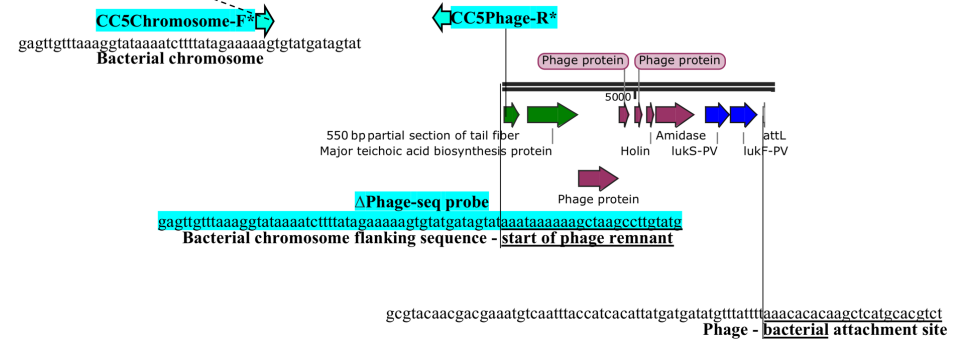 CC5Chromosome-F*
CC5Phage-R*
gagttgtttaaaggtataaaatcttttatagaaaaagtgtatgatagtat
Bacterial chromosome
Phage protein
Phage protein
5000
550 bp partial section of tail fiber
Amidase
attL
Major teichoic acid biosynthesis protein
Holin
lukS-PV
lukF-PV
Phage protein
ΔPhage-seq probe
gagttgtttaaaggtataaaatcttttatagaaaaagtgtatgatagtataaataaaaaagctaagccttgtatg
Bacterial chromosome flanking sequence - start of phage remnant
gcgtacaacgacgaaatgtcaatttaccatcacattatgatgatatgtttattttaaacacacaagctcatgcacgtct
Phage - bacterial attachment site